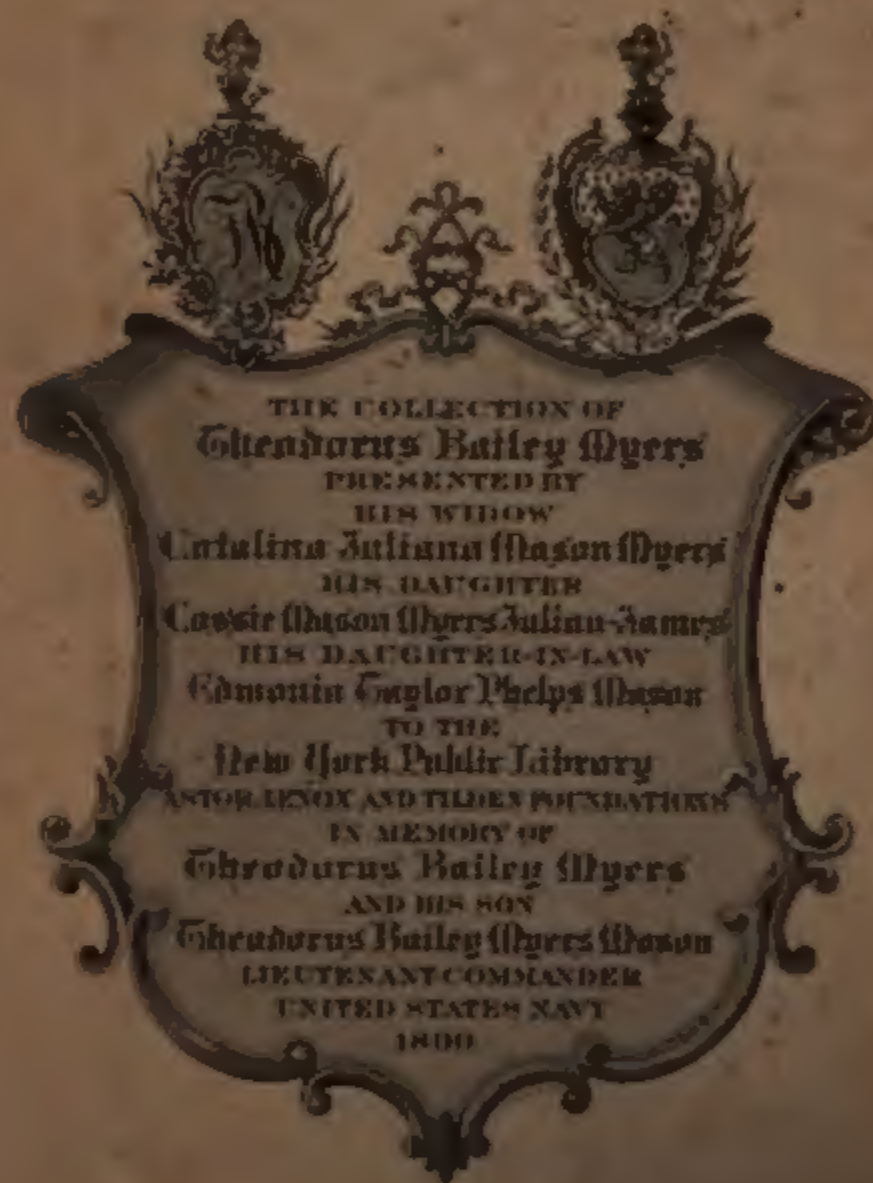 THE COLLECTION OF
Theodorus Bailey Myers
PRESENTED BY
HIS WIDOW
Catalina Juliana Mason Myers
HIS DAUGHTER
Cassie Mason Myers Julian-James
HIS DAUGHTER-IN-LAW
Edmonia Taylor Phelps Mason
TO THE
New York Public Library
ASTOR LENOX AND TILDEN FOUNDATIONS
IN MEMORY OF
Theodorus Bailey Myers
AND HIS SON
Theodorus Bailey Myers Mason
LIEUTENANT COMMANDER
UNITED STATES NAVY